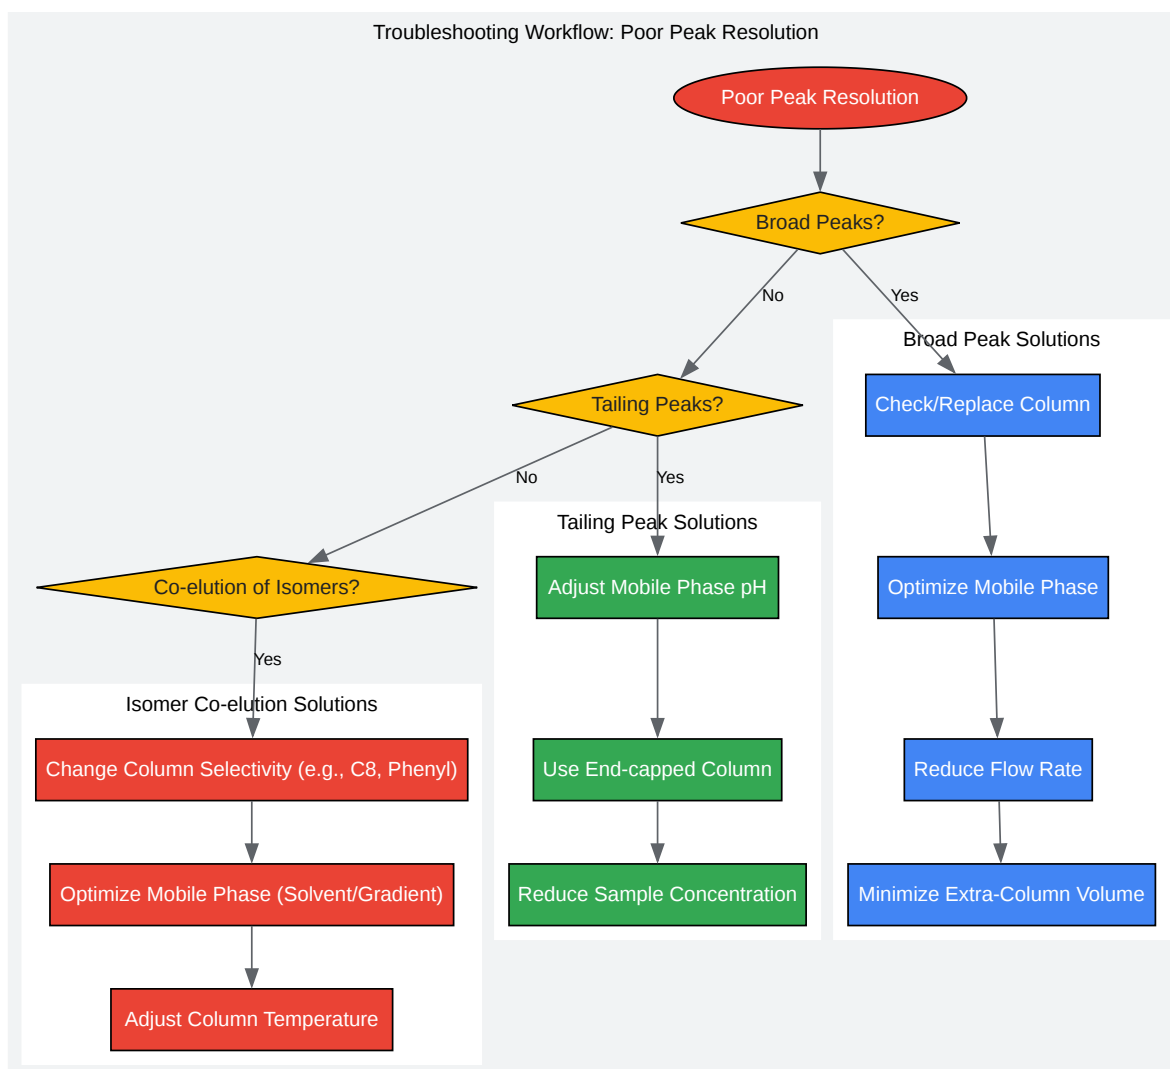 Troubleshooting Workflow: Poor Peak Resolution
Poor Peak Resolution
Broad Peaks?
No
Yes
Broad Peak Solutions
Tailing Peaks?
Check/Replace Column
No
Yes
Tailing Peak Solutions
Co-elution of Isomers?
Adjust Mobile Phase pH
Optimize Mobile Phase
Yes
Isomer Co-elution Solutions
Change Column Selectivity (e.g., C8, Phenyl)
Use End-capped Column
Reduce Flow Rate
Optimize Mobile Phase (Solvent/Gradient)
Reduce Sample Concentration
Minimize Extra-Column Volume
Adjust Column Temperature